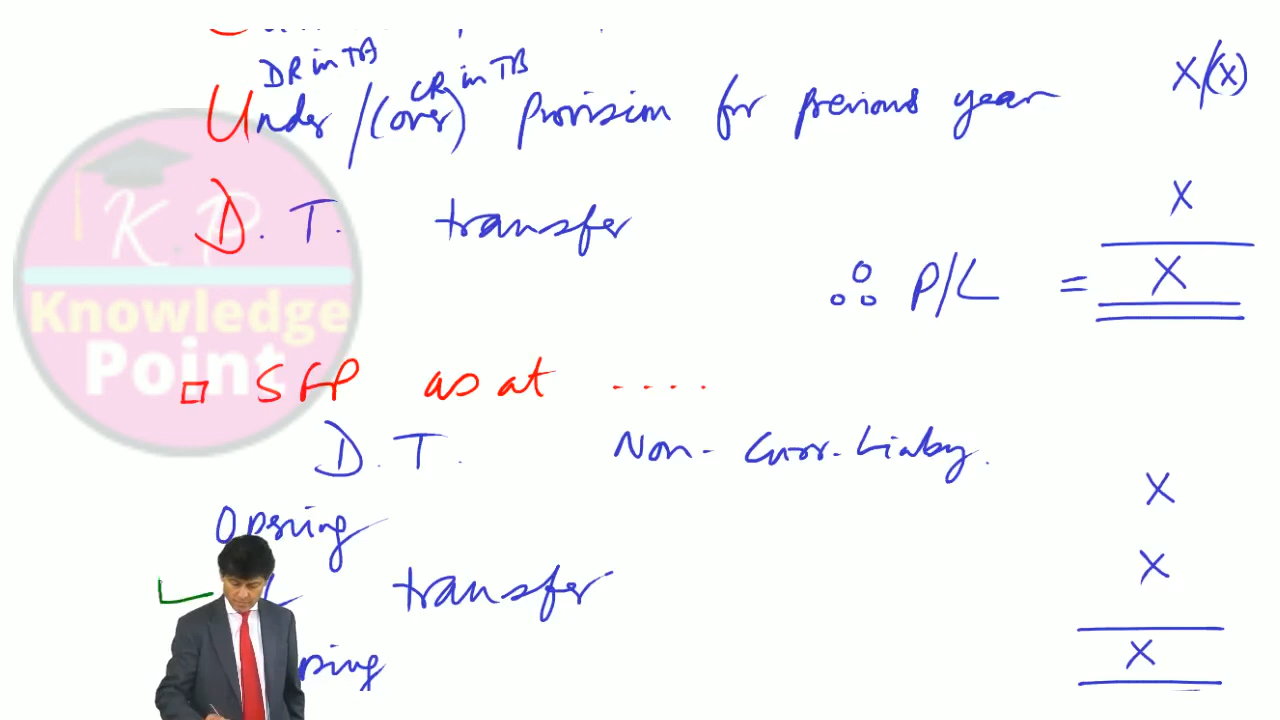 DR in TB CR in TB
Under/(over) provision for previous year X/(X)
D. T. transfer X
∴ P/L = X
K P
Knowledge
Point
□ SFP as at ....
D. T. Non-Curr. Liaby.
Opening X
transfer X
X